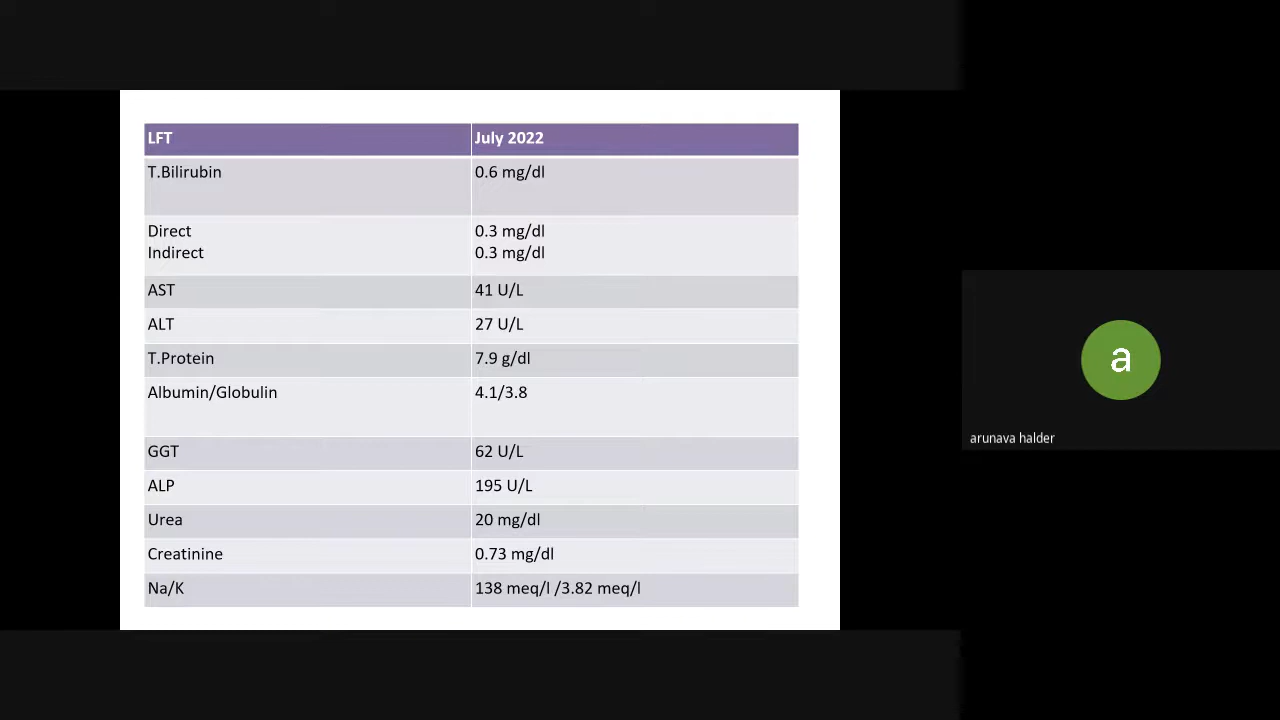 LFT July 2022
T.Bilirubin 0.6 mg/dl
Direct 0.3 mg/dl
Indirect 0.3 mg/dl
AST 41 U/L
ALT 27 U/L
T.Protein 7.9 g/dl
Albumin/Globulin 4.1/3.8
GGT 62 U/L
ALP 195 U/L
Urea 20 mg/dl
Creatinine 0.73 mg/dl
Na/K 138 meq/l /3.82 meq/l
a
arunava halder